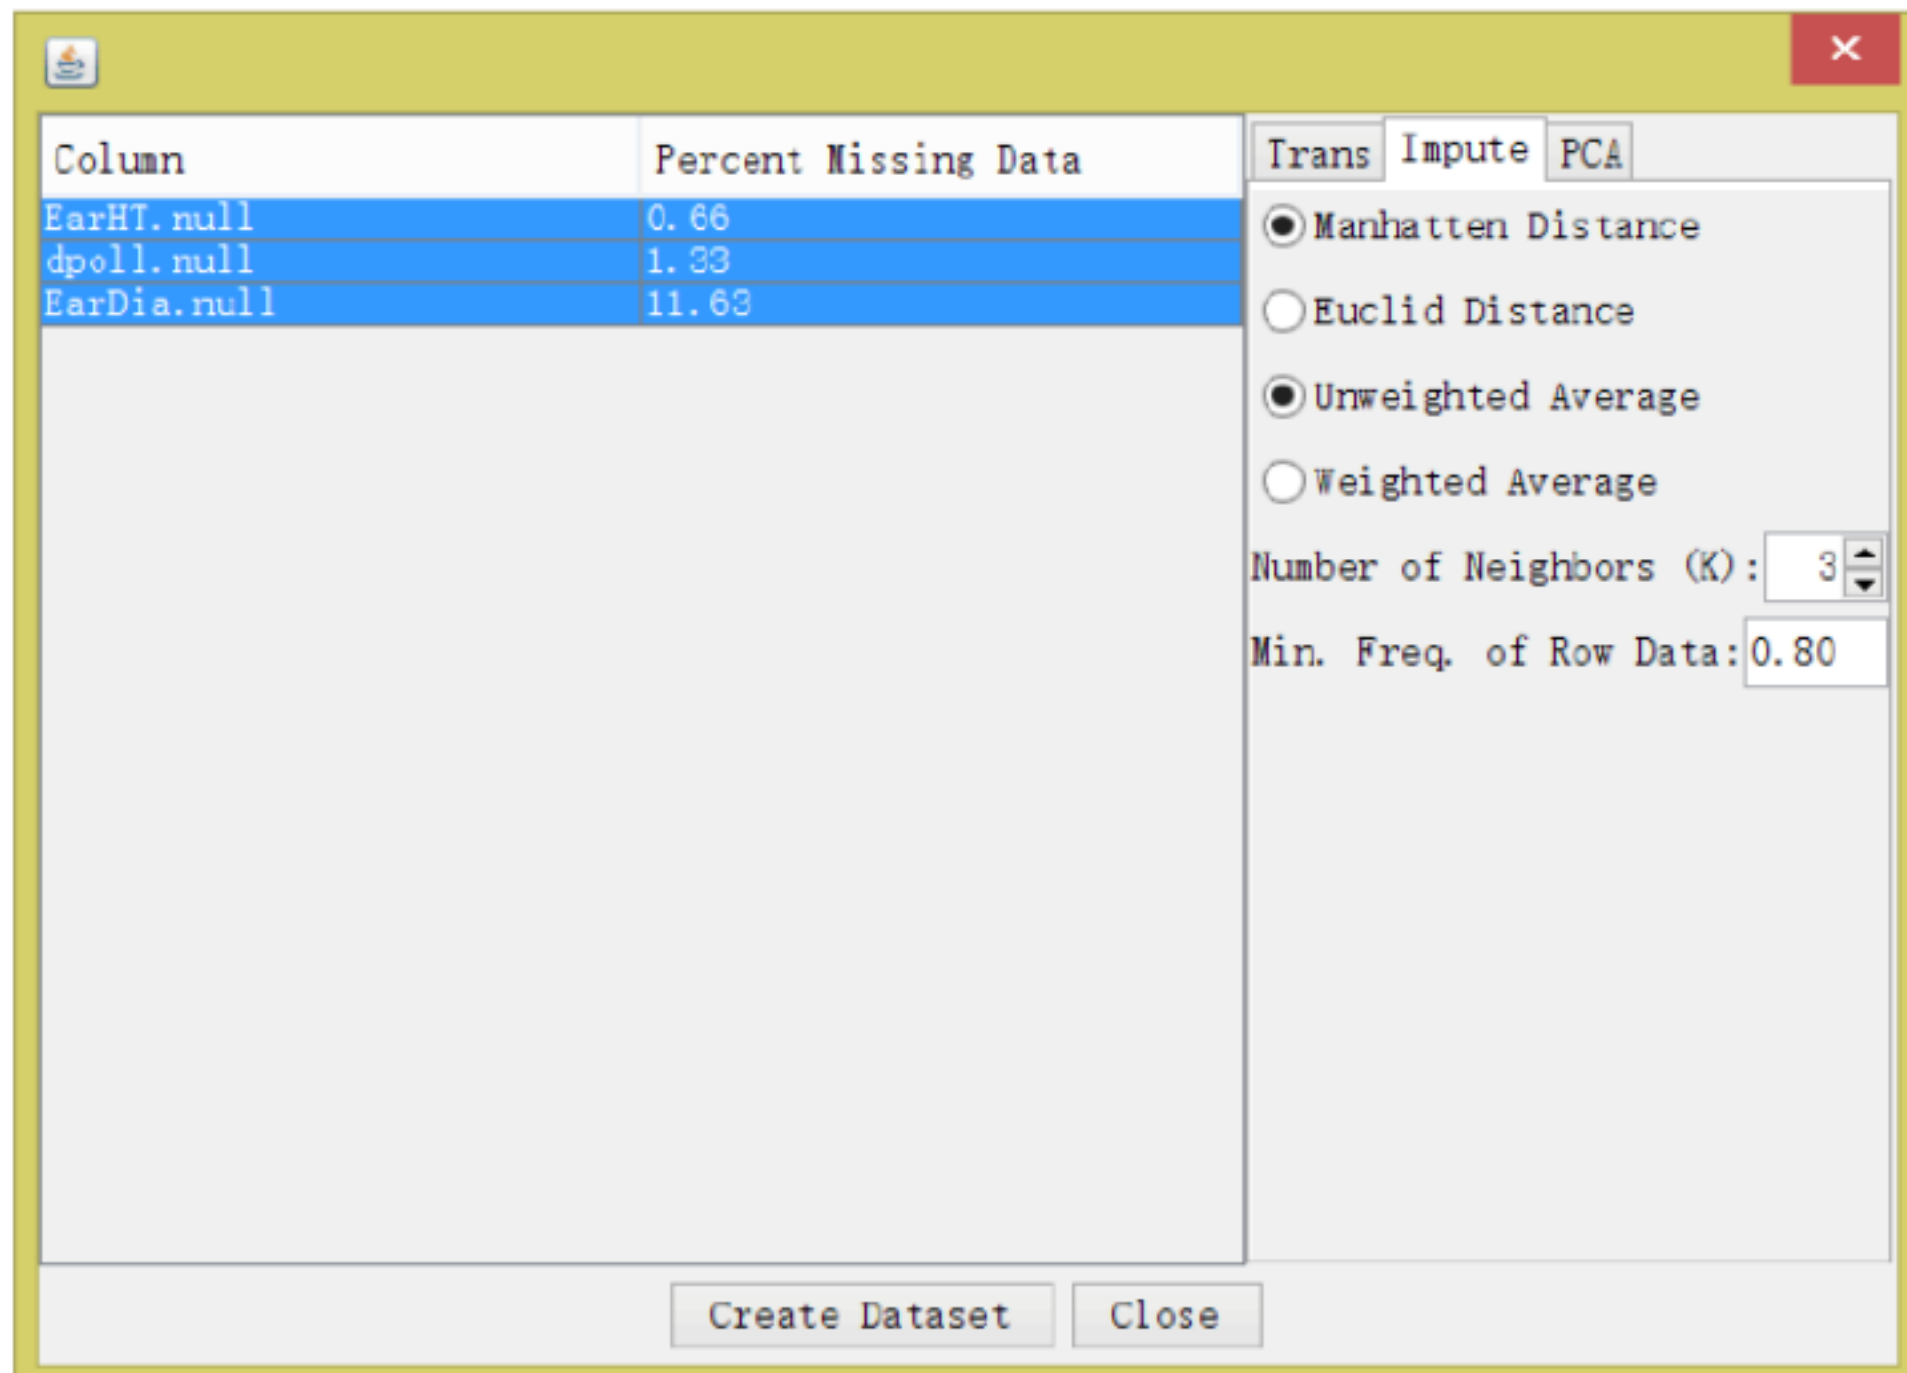 Column Percent Missing Data
EarHT.null 0.66
dpoll.null 1.33
EarDia.null 11.63
Trans Impute PCA
Manhatten Distance
Euclid Distance
Unweighted Average
Weighted Average
Number of Neighbors (K): 3
Min. Freq. of Row Data: 0.80
Create Dataset Close